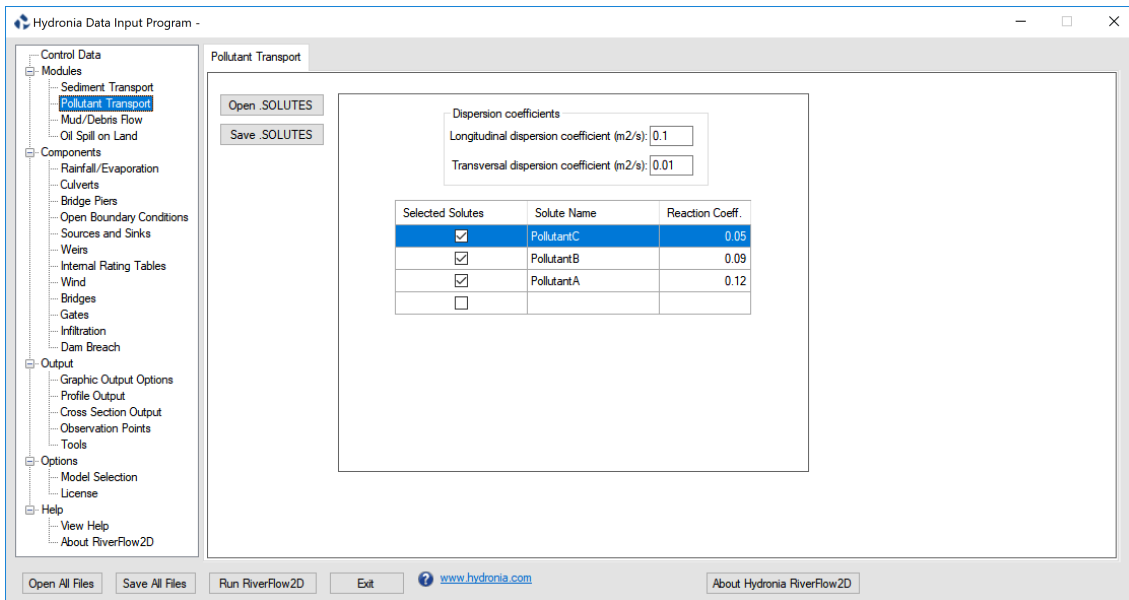 Hydronia Data Input Program -
Control Data
Modules
Sediment Transport
Pollutant Transport
Mud/Debris Flow
Oil Spill on Land
Components
Rainfall/Evaporation
Culverts
Bridge Piers
Open Boundary Conditions
Sources and Sinks
Weirs
Internal Rating Tables
Wind
Bridges
Gates
Infiltration
Dam Breach
Output
Graphic Output Options
Profile Output
Cross Section Output
Observation Points
Tools
Options
Model Selection
License
Help
View Help
About RiverFlow2D
Pollutant Transport
Open .SOLUTES
Save .SOLUTES
Dispersion coefficients
Longitudinal dispersion coefficient (m2/s): 0.1
Transversal dispersion coefficient (m2/s): 0.01
Selected Solutes Solute Name Reaction Coeff.
PollutantC 0.05
PollutantB 0.09
PollutantA 0.12
Open All Files Save All Files Run RiverFlow2D Exit ? www.hydronia.com About Hydronia RiverFlow2D